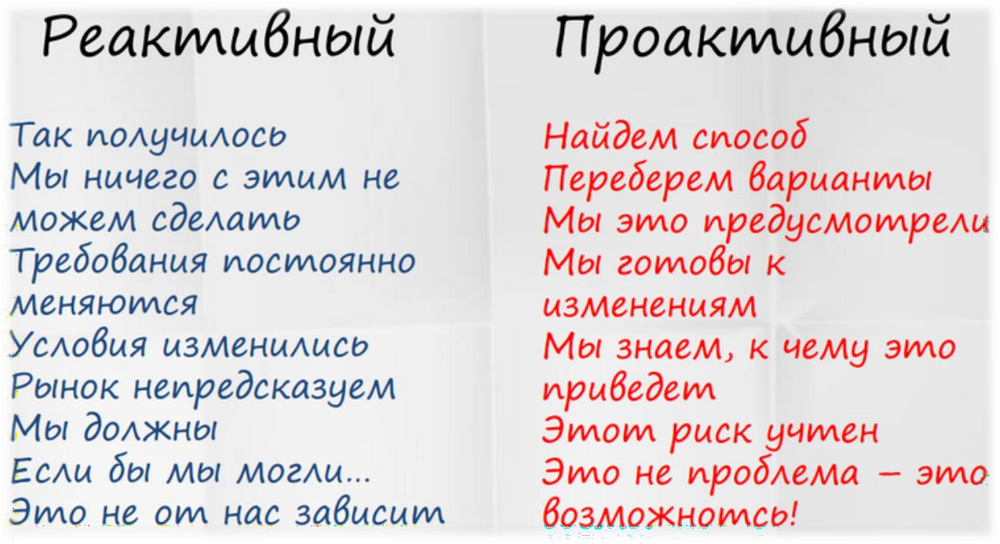 Реактивный
Так получилось
Мы ничего с этим не
можем сделать
Требования постоянно
меняются
Условия изменились
Рынок непредсказуем
Мы должны
Если бы мы могли...
Это не от нас зависит
Проактивный
Найдем способ
Переберем варианты
Мы это предусмотрели
Мы готовы к
изменениям
Мы знаем, к чему это
приведет
Этот риск учтен
Это не проблема – это
возможнотсь!